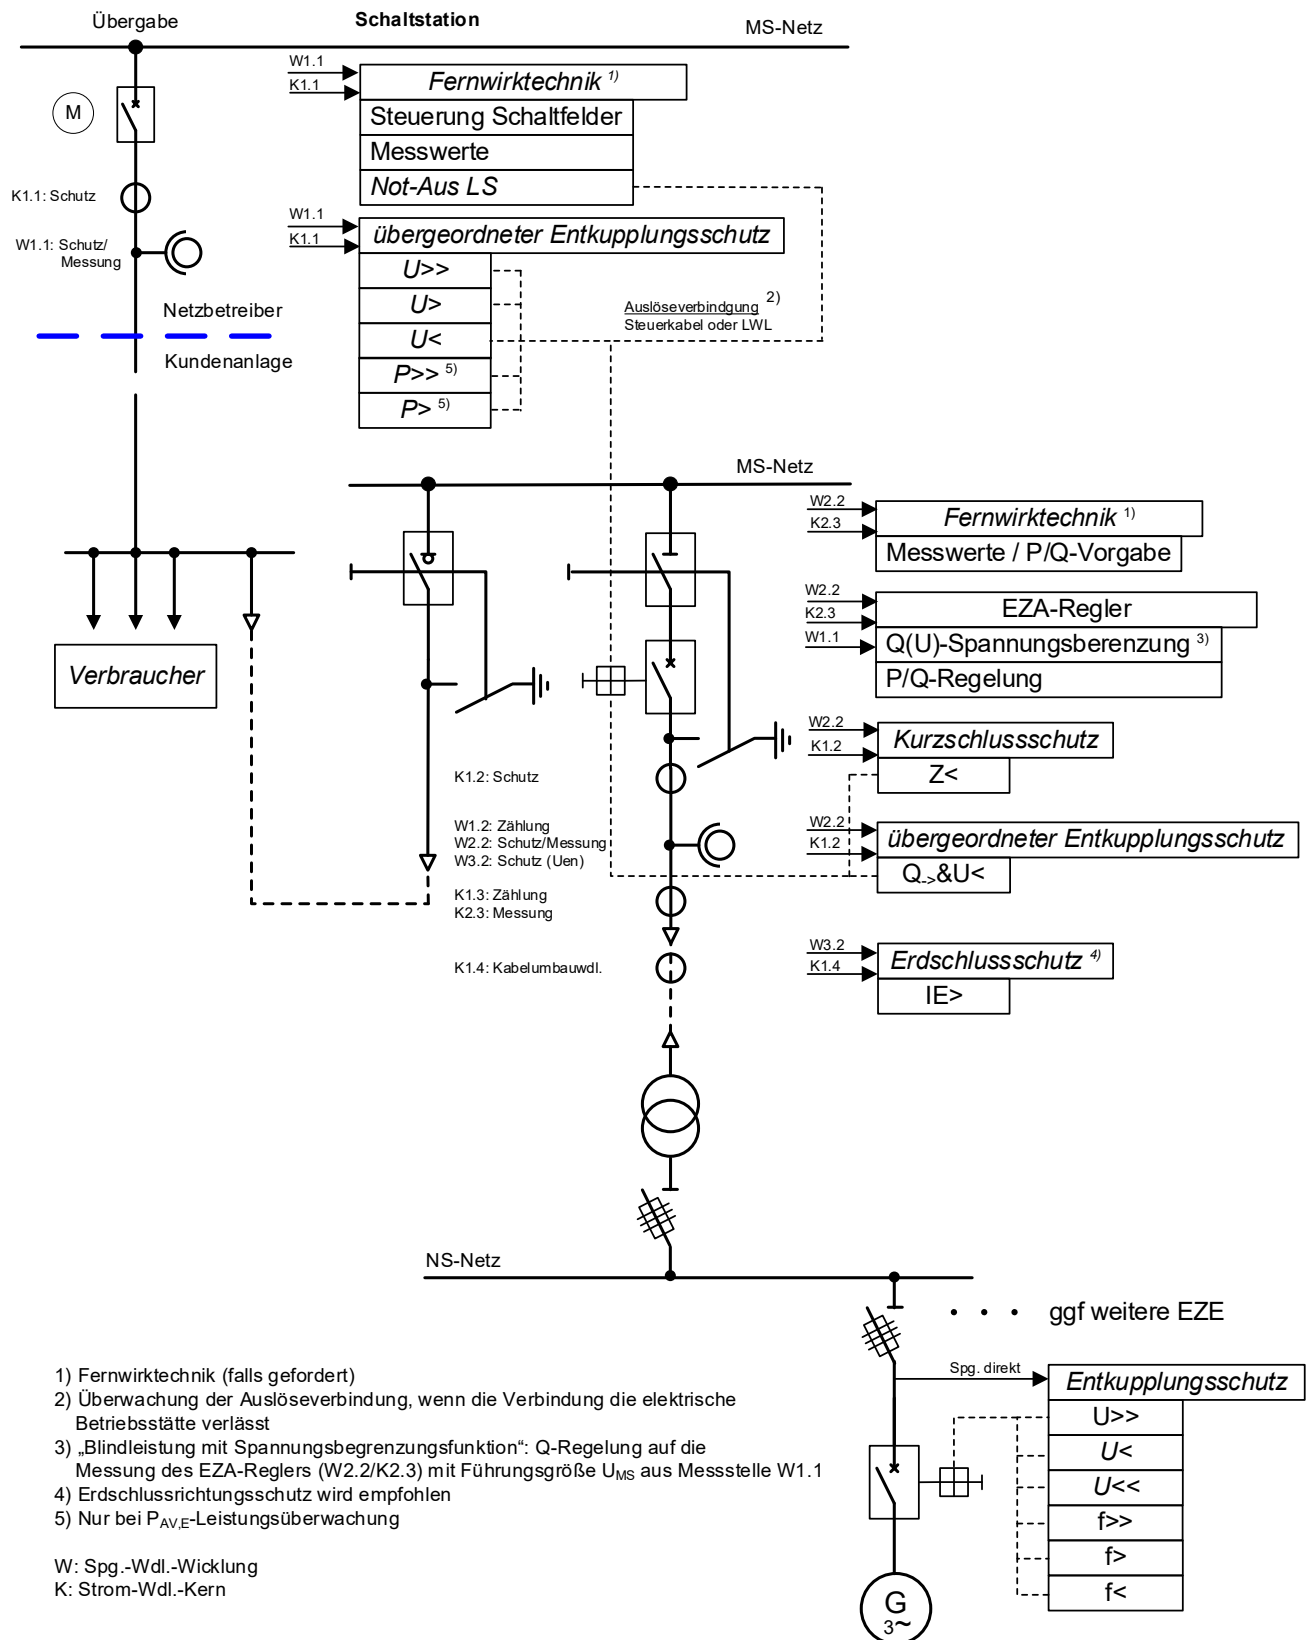 Übergabe
Schaltstation
MS-Netz
M
K1.1: Schutz
W1.1: Schutz/
Messung
Netzbetreiber
Kundenanlage
W1.1
K1.1
Fernwirktechnik 1)
Steuerung Schaltfelder
Messwerte
Not-Aus LS
W1.1
K1.1
übergeordneter Entkupplungsschutz
U>>
U>
U<
P>> 5)
P> 5)
Auslöseverbindgung 2)
Steuerkabel oder LWL
MS-Netz
Verbraucher
W2.2
K2.3
Fernwirktechnik 1)
Messwerte / P/Q-Vorgabe
W2.2
K2.3
W1.1
EZA-Regler
Q(U)-Spannungsberenzung 3)
P/Q-Regelung
W2.2
K1.2
Kurzschlussschutz
Z<
W2.2
K1.2
übergeordneter Entkupplungsschutz
Q->&U<
W3.2
K1.4
Erdschlussschutz 4)
IE>
K1.2: Schutz
W1.2: Zählung
W2.2: Schutz/Messung
W3.2: Schutz (Uen)
K1.3: Zählung
K2.3: Messung
K1.4: Kabelumbauwdl.
NS-Netz
ggf weitere EZE
Spg. direkt
Entkupplungsschutz
U>>
U<
U<<
f>>
f>
f<
G
3~
1) Fernwirktechnik (falls gefordert)
2) Überwachung der Auslöseverbindung, wenn die Verbindung die elektrische
Betriebsstätte verlässt
3) „Blindleistung mit Spannungsbegrenzungsfunktion“: Q-Regelung auf die
Messung des EZA-Reglers (W2.2/K2.3) mit Führungsgröße UMS aus Messstelle W1.1
4) Erdschlussrichtungsschutz wird empfohlen
5) Nur bei PAV,E-Leistungsüberwachung
W: Spg.-Wdl.-Wicklung
K: Strom-Wdl.-Kern